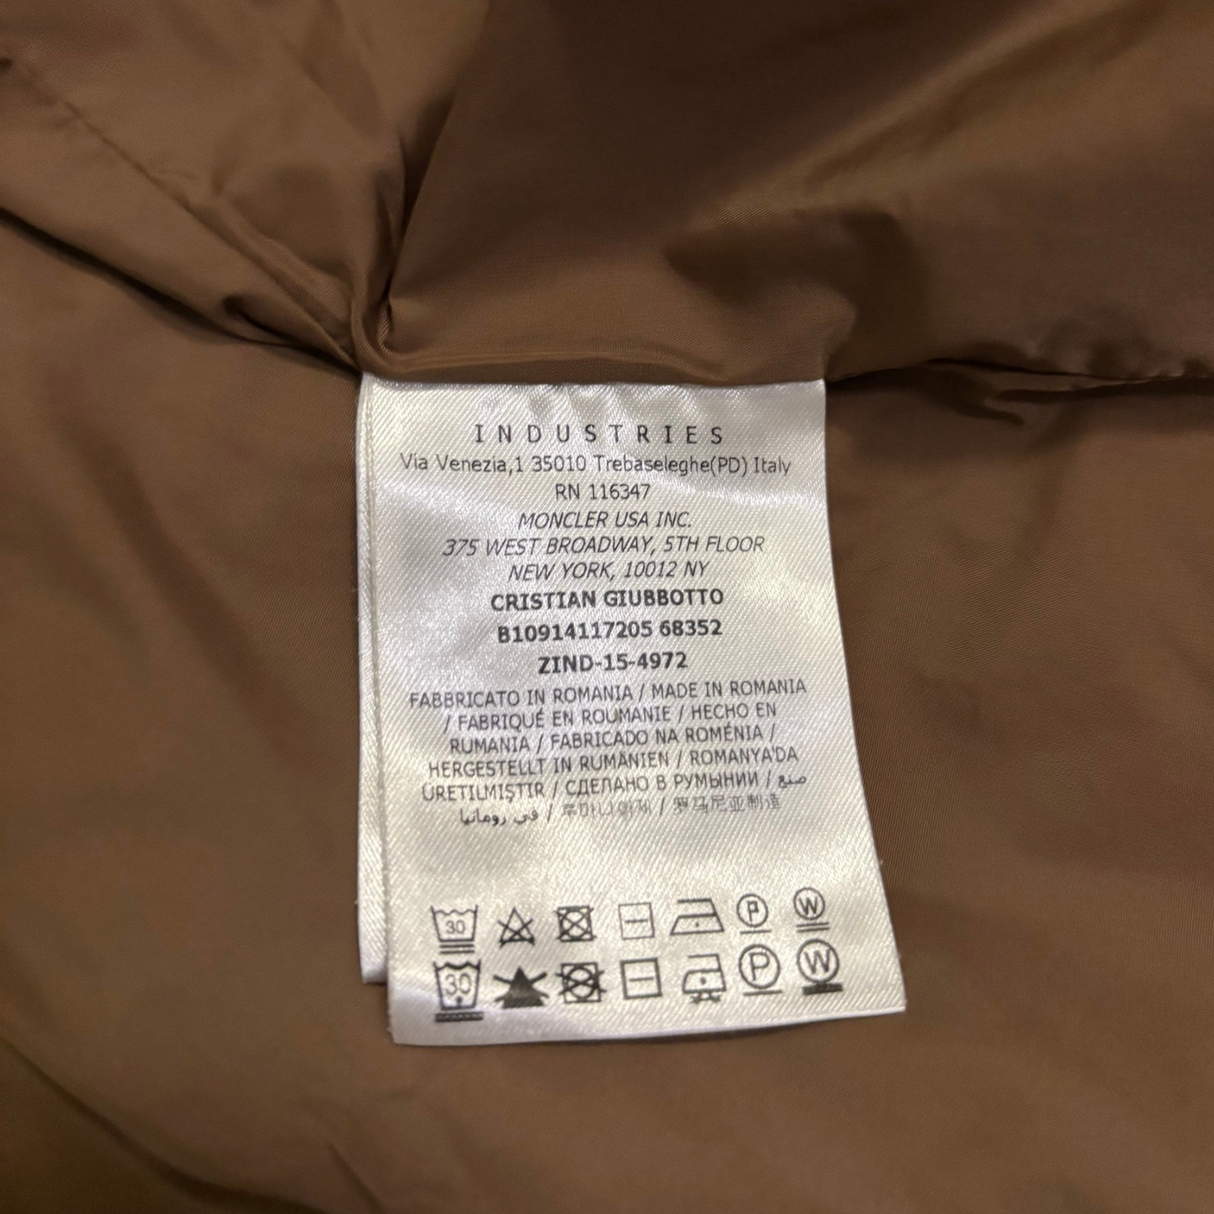 INDUSTRIES
Via Venezia,1 35010 Trebaseleghe(PD) Italy
RN 116347
MONCLER USA INC.
375 WEST BROADWAY, 5TH FLOOR
NEW YORK, 10012 NY
CRISTIAN GIUBBOTTO
B10914117205 68352
ZIND-15-4972
FABBRICATO IN ROMANIA / MADE IN ROMANIA
/ FABRIQUÉ EN ROUMANIE / HECHO EN
RUMANIA / FABRICADO NA ROMÉNIA /
HERGESTELLT IN RUMÄNIEN / ROMANYA'DA
ÜRETILMIŞTIR / СДЕЛАНО В РУМЫНИИ / صنع
في رومانيا / 루마니아제 / 罗马尼亚制造
30 P W
30 P W